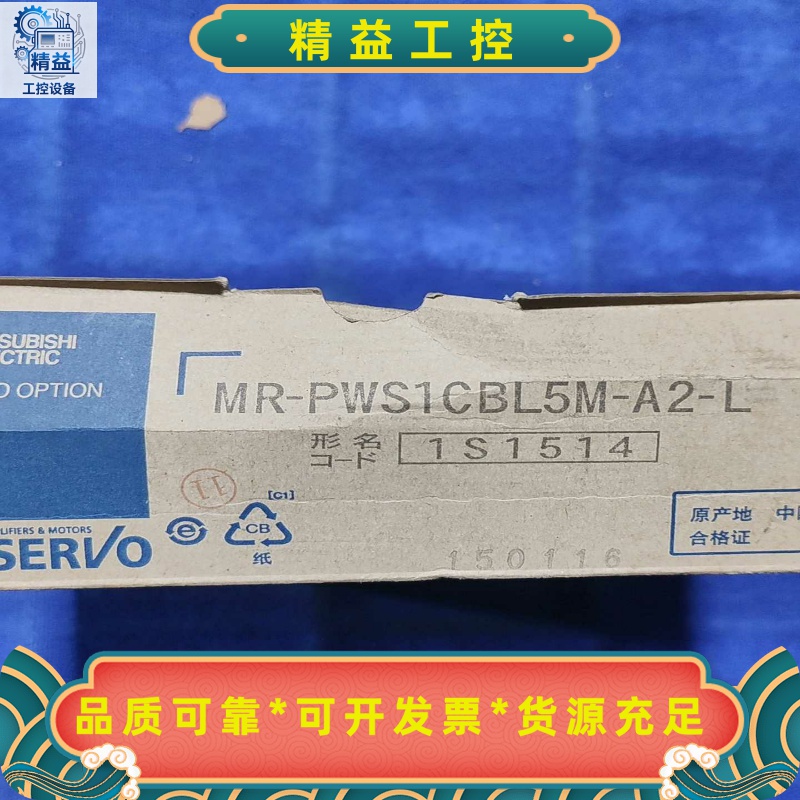 精益工控
精益
工控设备
SUBISHI
CTRIC
O OPTION
MR-PWS1CBL5M-A2-L
形名
コード
1S1514
11
[C1]
CB
纸
LIFIERS & MOTORS
SERVO
150116
原产地 中
合格证
品质可靠*可开发票*货源充足